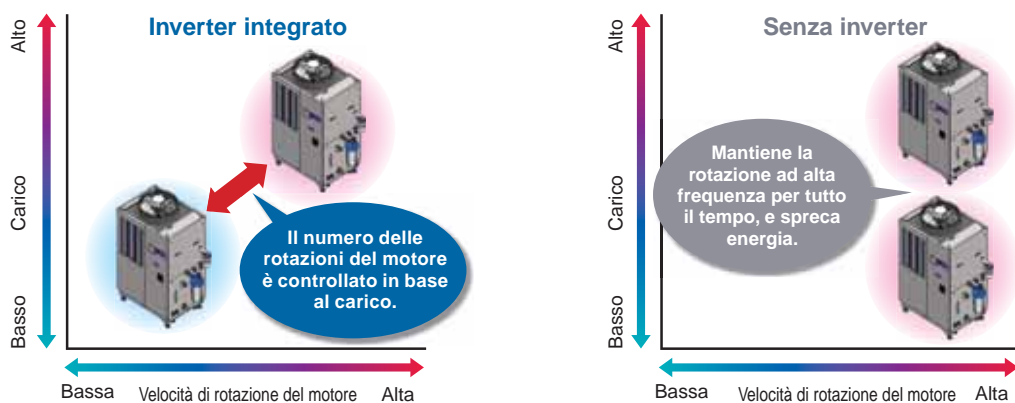 Inverter integrato
Alto
Carico
Basso
Il numero delle
rotazioni del motore
è controllato in base
al carico.
Bassa
Velocità di rotazione del motore
Alta
Senza inverter
Alto
Carico
Basso
Mantiene la
rotazione ad alta
frequenza per tutto
il tempo, e spreca
energia.
Bassa
Velocità di rotazione del motore
Alta